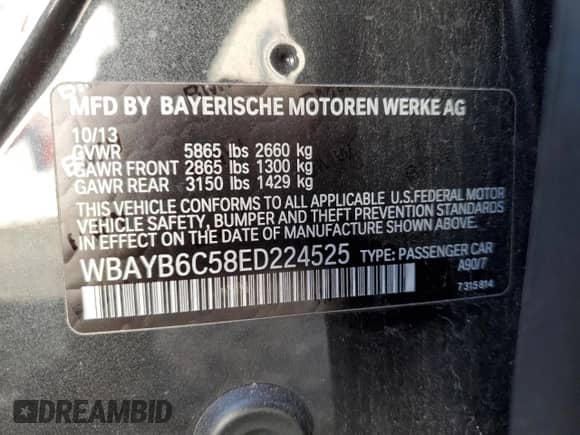 MFD BY BAYERISCHE MOTOREN WERKE AG
10/13
GVWR 5865 lbs 2660 kg
GAWR FRONT 2865 lbs 1300 kg
GAWR REAR 3150 lbs 1429 kg
THIS VEHICLE CONFORMS TO ALL APPLICABLE U.S.FEDERAL MOTOR
VEHICLE SAFETY, BUMPER AND THEFT PREVENTION STANDARDS
IN EFFECT ON THE DATE OF MANUFACTURE SHOWN ABOVE.
WBAYB6C58ED224525 TYPE: PASSENGER CAR
A90/7
7315814
DREAMBID